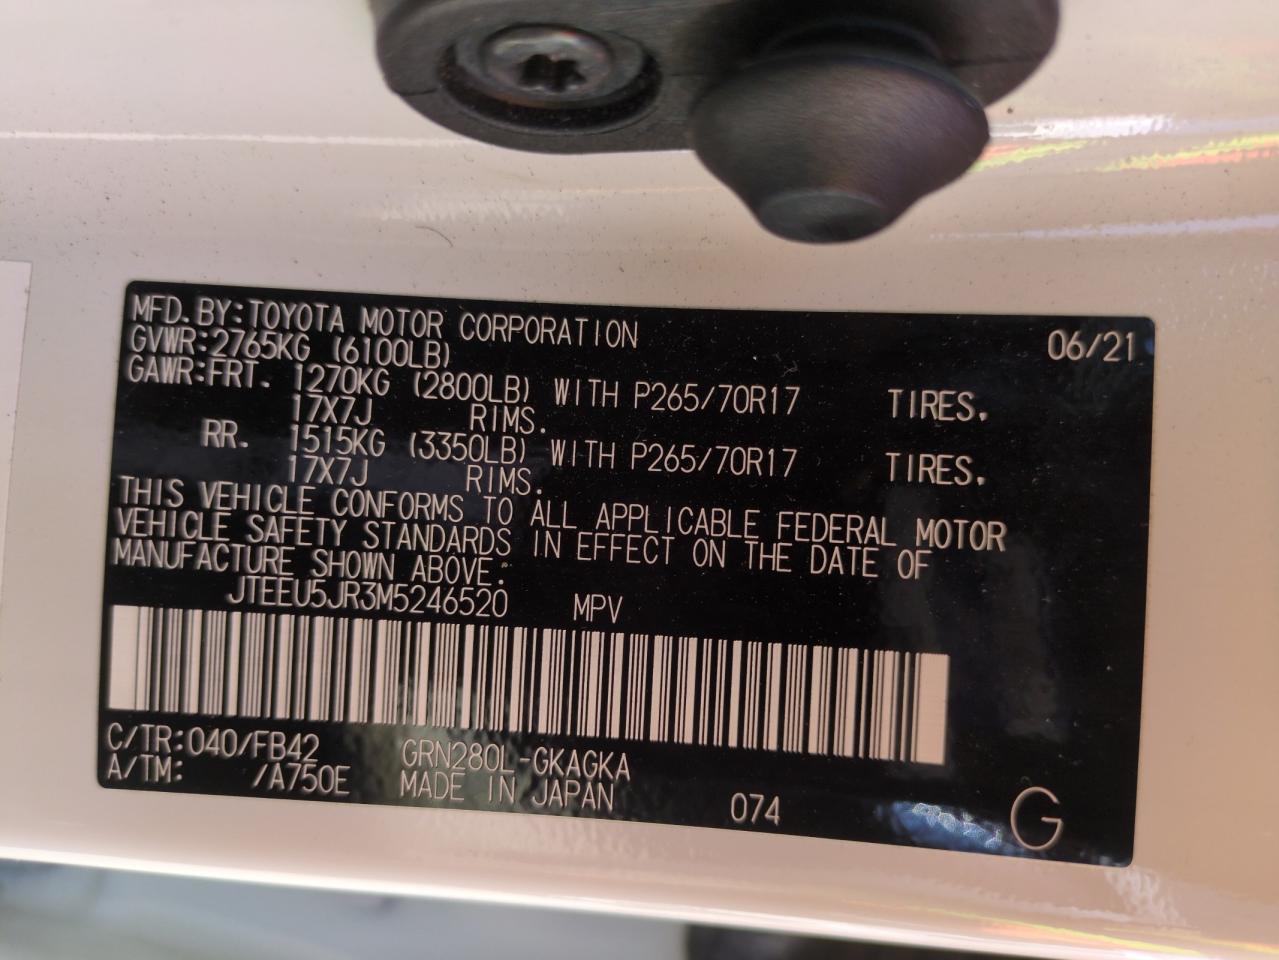 MFD.BY:TOYOTA MOTOR CORPORATION 06/21
GVWR:2765KG (6100LB)
GAWR:FRT. 1270KG (2800LB) WITH P265/70R17 TIRES,
17X7J RIMS.
RR. 1515KG (3350LB) WITH P265/70R17 TIRES,
17X7J RIMS.
THIS VEHICLE CONFORMS TO ALL APPLICABLE FEDERAL MOTOR
VEHICLE SAFETY STANDARDS IN EFFECT ON THE DATE OF
MANUFACTURE SHOWN ABOVE.
JTEEU5JR3M5246520 MPV
C/TR:040/FB42 GRN280L-GKAGKA
A/TM: /A750E MADE IN JAPAN 074 G